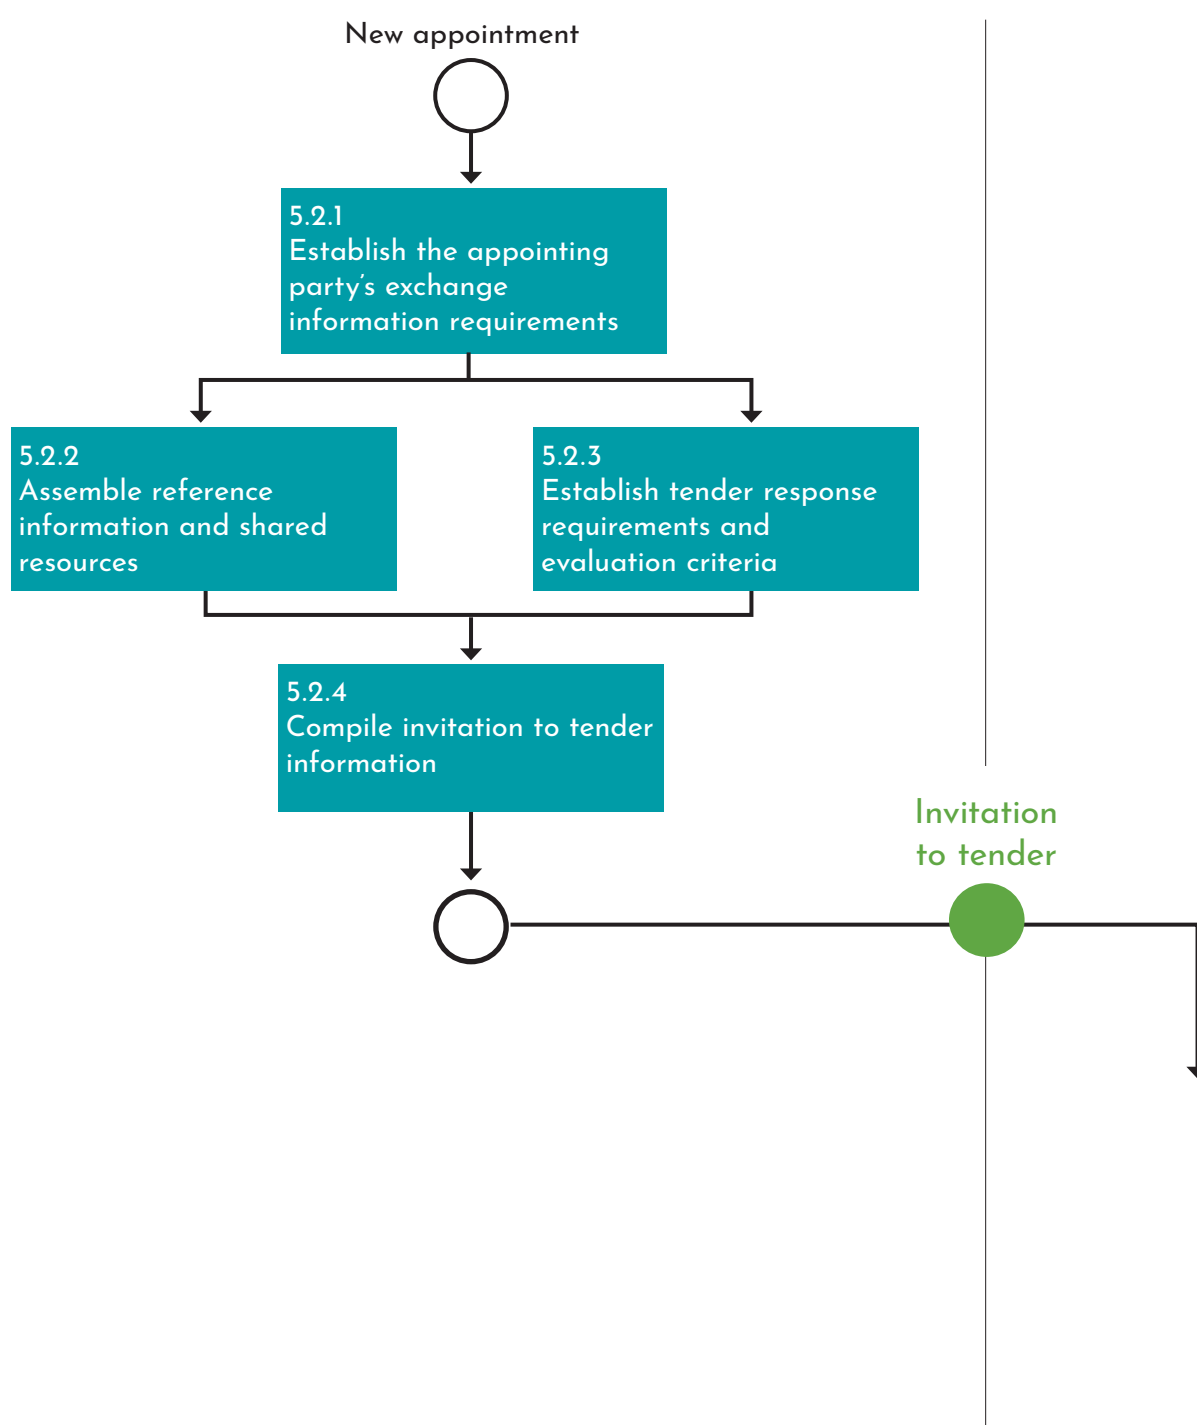 New appointment
5.2.1
Establish the appointing
party’s exchange
information requirements
5.2.2
Assemble reference
information and shared
resources
5.2.3
Establish tender response
requirements and
evaluation criteria
5.2.4
Compile invitation to tender
information
Invitation
to tender